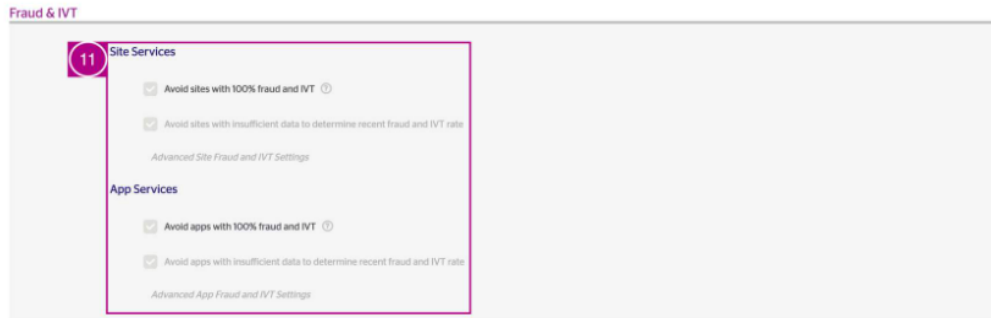 Fraud & IVT
11
Site Services
Avoid sites with 100% fraud and IVT ?
Avoid sites with insufficient data to determine recent fraud and IVT rate
Advanced Site Fraud and IVT Settings
App Services
Avoid apps with 100% fraud and IVT ?
Avoid apps with insufficient data to determine recent fraud and IVT rate
Advanced App Fraud and IVT Settings